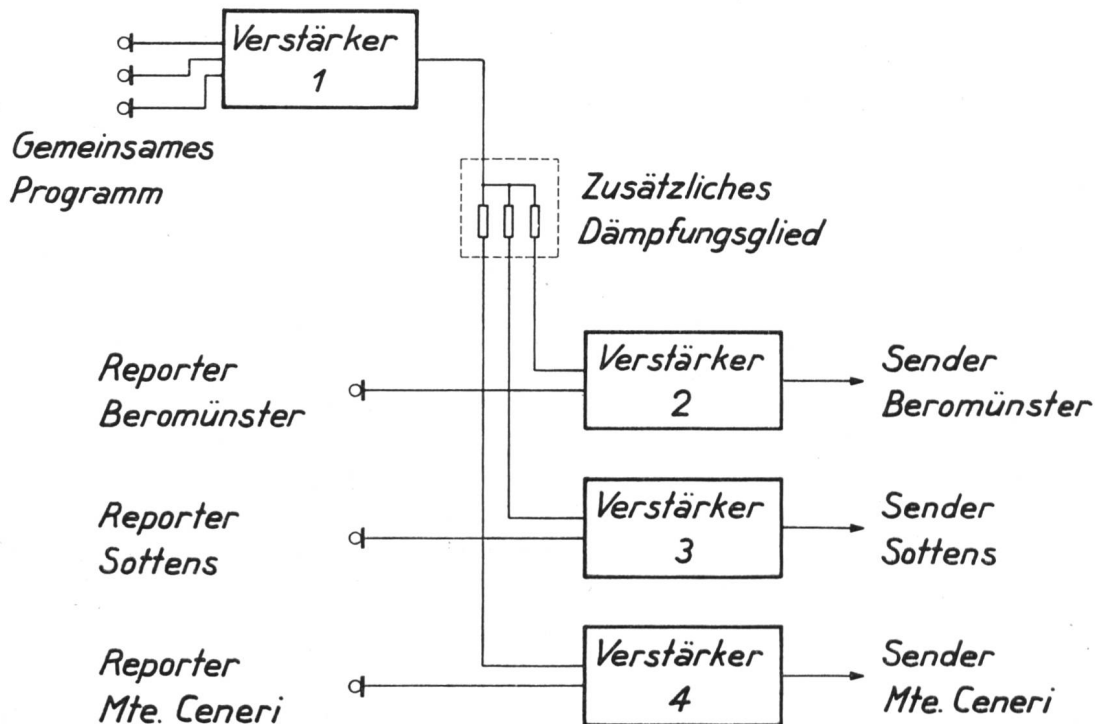 Verstärker
1
Gemeinsames
Programm
Zusätzliches
Dämpfungsglied
Reporter
Beromünster
Verstärker
2
Sender
Beromünster
Reporter
Sottens
Verstärker
3
Sender
Sottens
Reporter
Mte. Ceneri
Verstärker
4
Sender
Mte. Ceneri